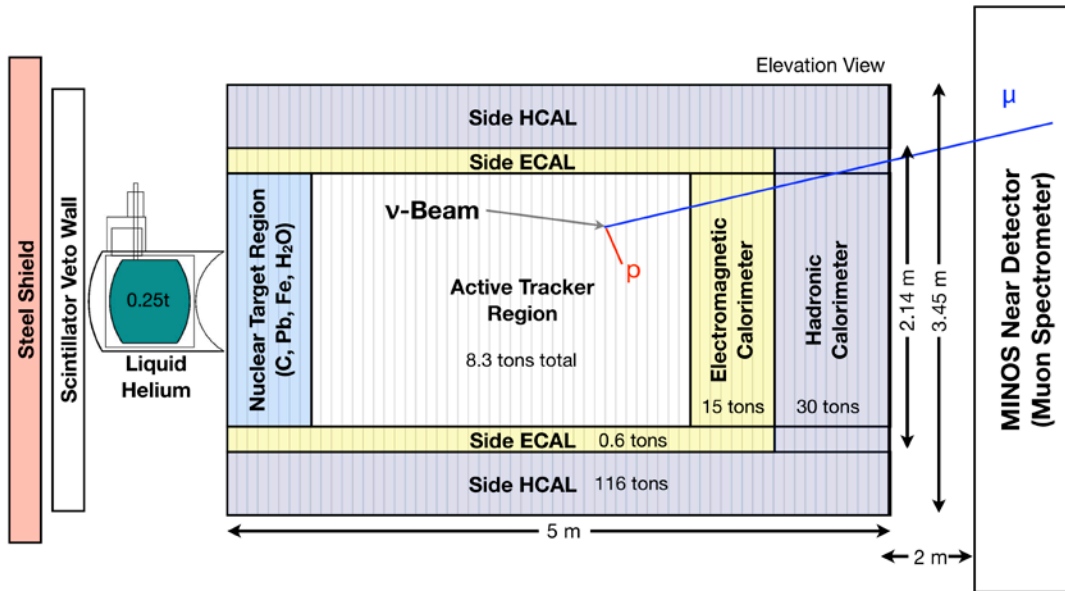 Elevation View
Steel Shield
Scintillator Veto Wall
0.25t
Liquid
Helium
Side HCAL
Side ECAL
Nuclear Target Region
(C, Pb, Fe, H₂O)
ν-Beam
p
μ
Active Tracker
Region
8.3 tons total
Electromagnetic
Calorimeter
15 tons
Hadronic
Calorimeter
30 tons
Side ECAL 0.6 tons
Side HCAL 116 tons
5 m
2.14 m
3.45 m
2 m
MINOS Near Detector
(Muon Spectrometer)